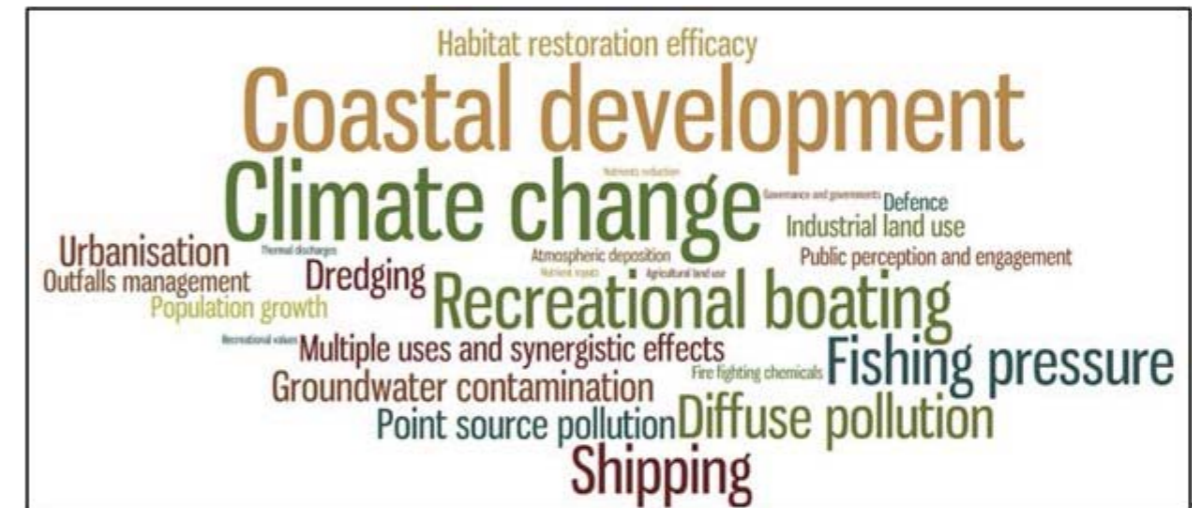 Habitat restoration efficacy
Coastal development
Nutrients reduction
Climate change
Governance and governments
Defence
Industrial land use
Urbanisation
Thermal discharges
Atmospheric deposition
Public perception and engagement
Outfalls management
Dredging
Nutrient inputs
Agricultural land use
Population growth
Recreational boating
Recreational values
Multiple uses and synergistic effects
Fishing pressure
Fire fighting chemicals
Groundwater contamination
Point source pollution
Diffuse pollution
Shipping